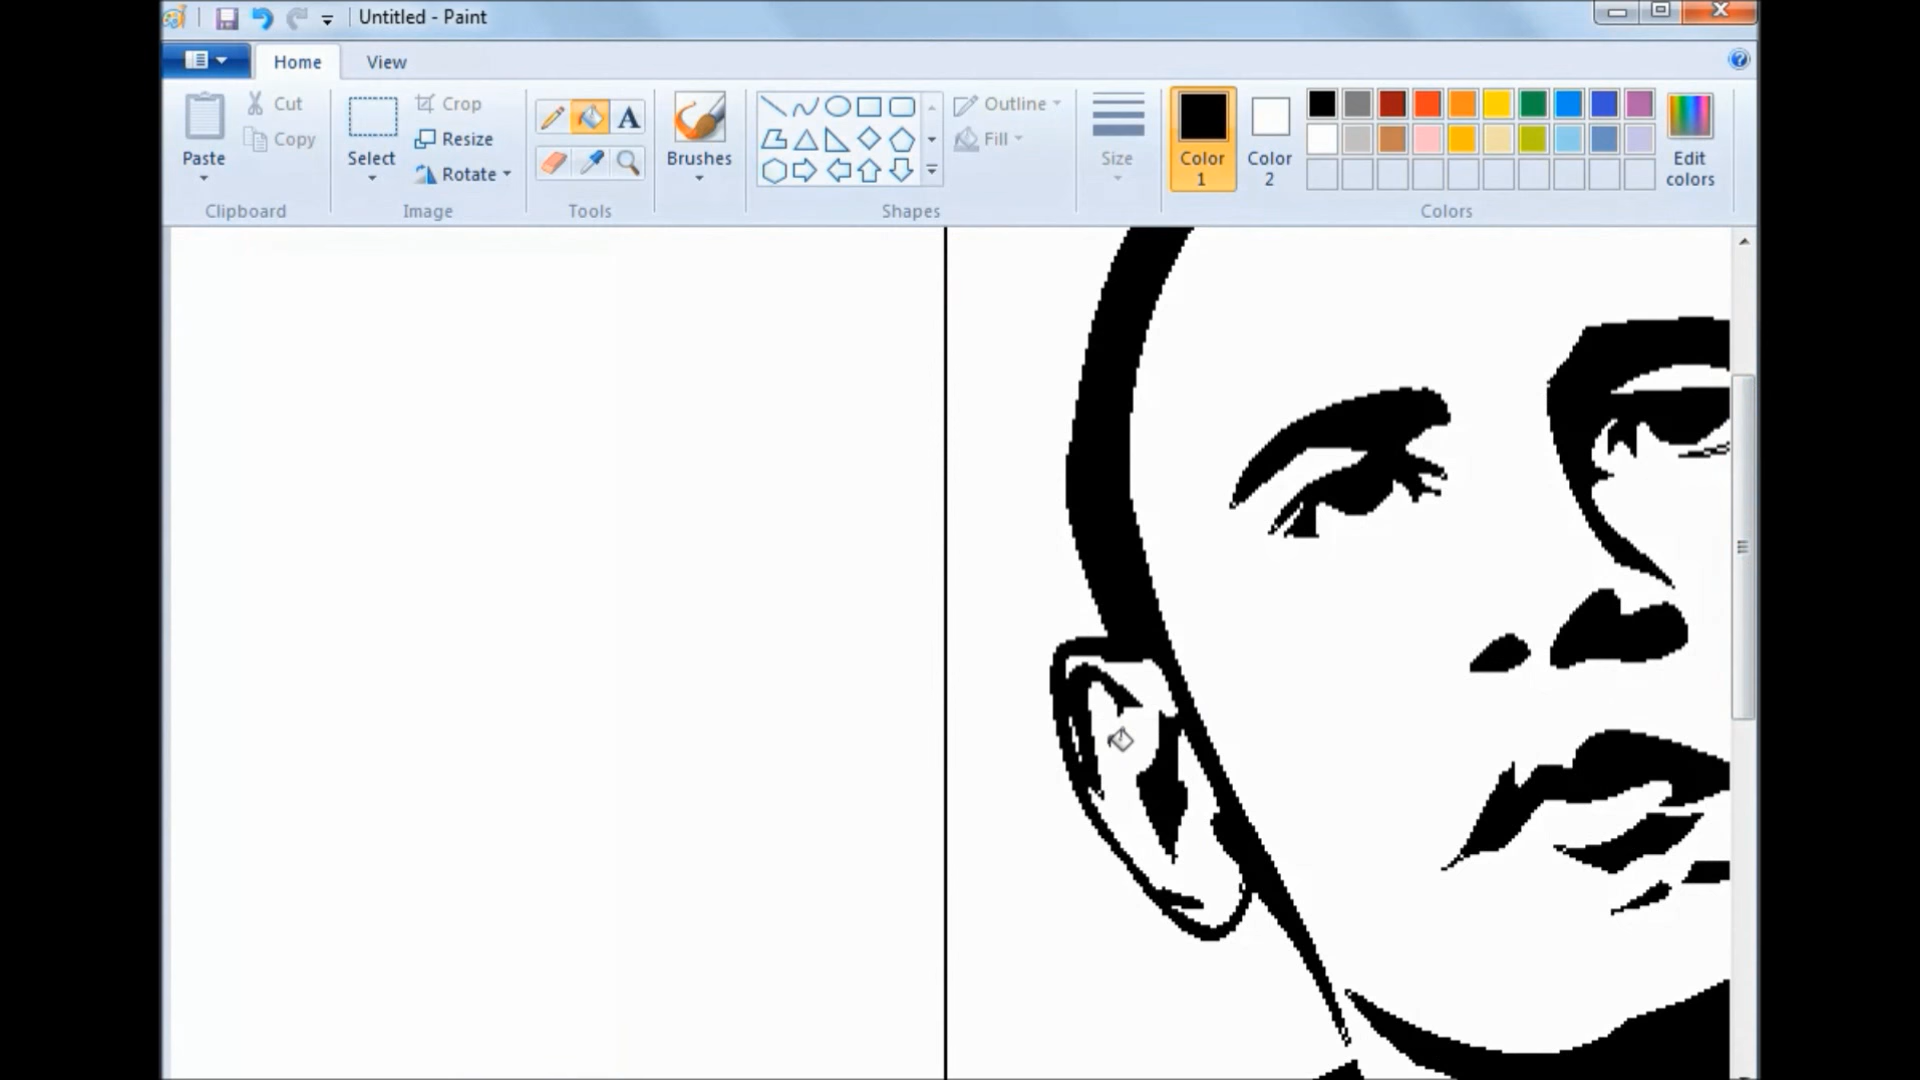 Untitled - Paint
Home View
Cut
Copy
Paste
Clipboard
Select
Crop
Resize
Rotate
Image
A
Tools
Brushes
Outline
Fill
Shapes
Size
Color
1
Color
2
Edit
colors
Colors